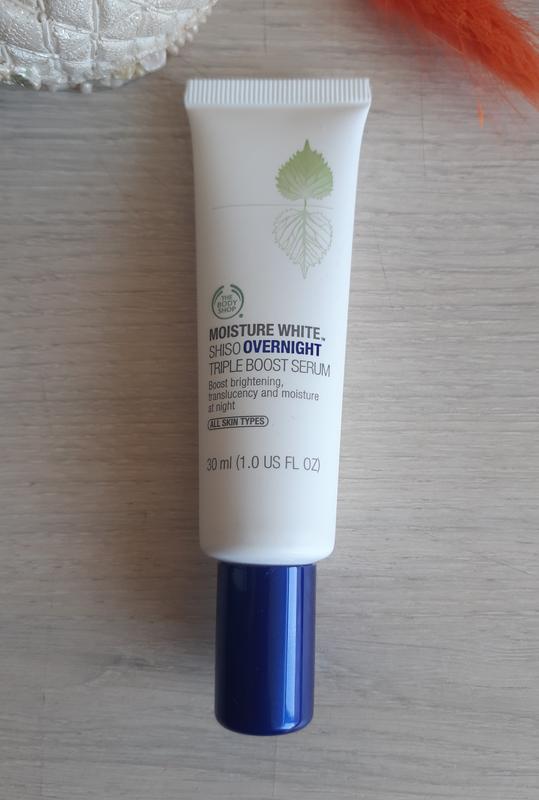 THE
BODY
SHOP®
MOISTURE WHITE™
SHISO OVERNIGHT
TRIPLE BOOST SERUM
Boost brightening,
translucency and moisture
at night
ALL SKIN TYPES
30 ml (1.0 US FL OZ)